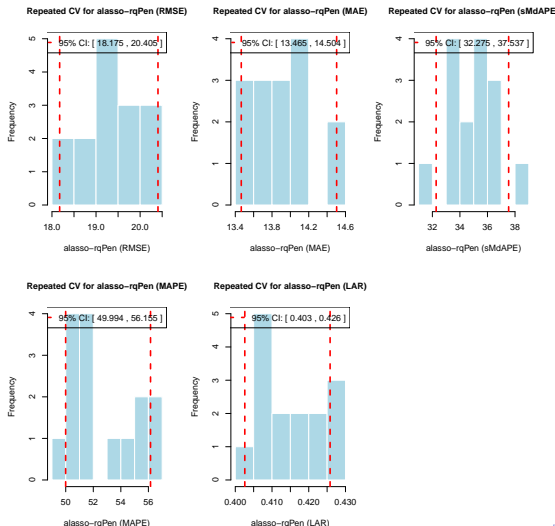 Repeated CV for alasso-rqPen (RMSE)
95% CI: [ 18.175 , 20.405 ]
Frequency
0 1 2 3 4 5
18.0 19.0 20.0
alasso-rqPen (RMSE)
Repeated CV for alasso-rqPen (MAE)
95% CI: [ 13.465 , 14.504 ]
Frequency
0 1 2 3 4
13.4 13.8 14.2 14.6
alasso-rqPen (MAE)
Repeated CV for alasso-rqPen (sMdAPE)
95% CI: [ 32.275 , 37.537 ]
Frequency
0 1 2 3 4 5
32 34 36 38
alasso-rqPen (sMdAPE)
Repeated CV for alasso-rqPen (MAPE)
95% CI: [ 49.994 , 56.155 ]
Frequency
0 1 2 3 4
50 52 54 56
alasso-rqPen (MAPE)
Repeated CV for alasso-rqPen (LAR)
95% CI: [ 0.403 , 0.426 ]
Frequency
0 1 2 3 4 5
0.400 0.410 0.420 0.430
alasso-rqPen (LAR)